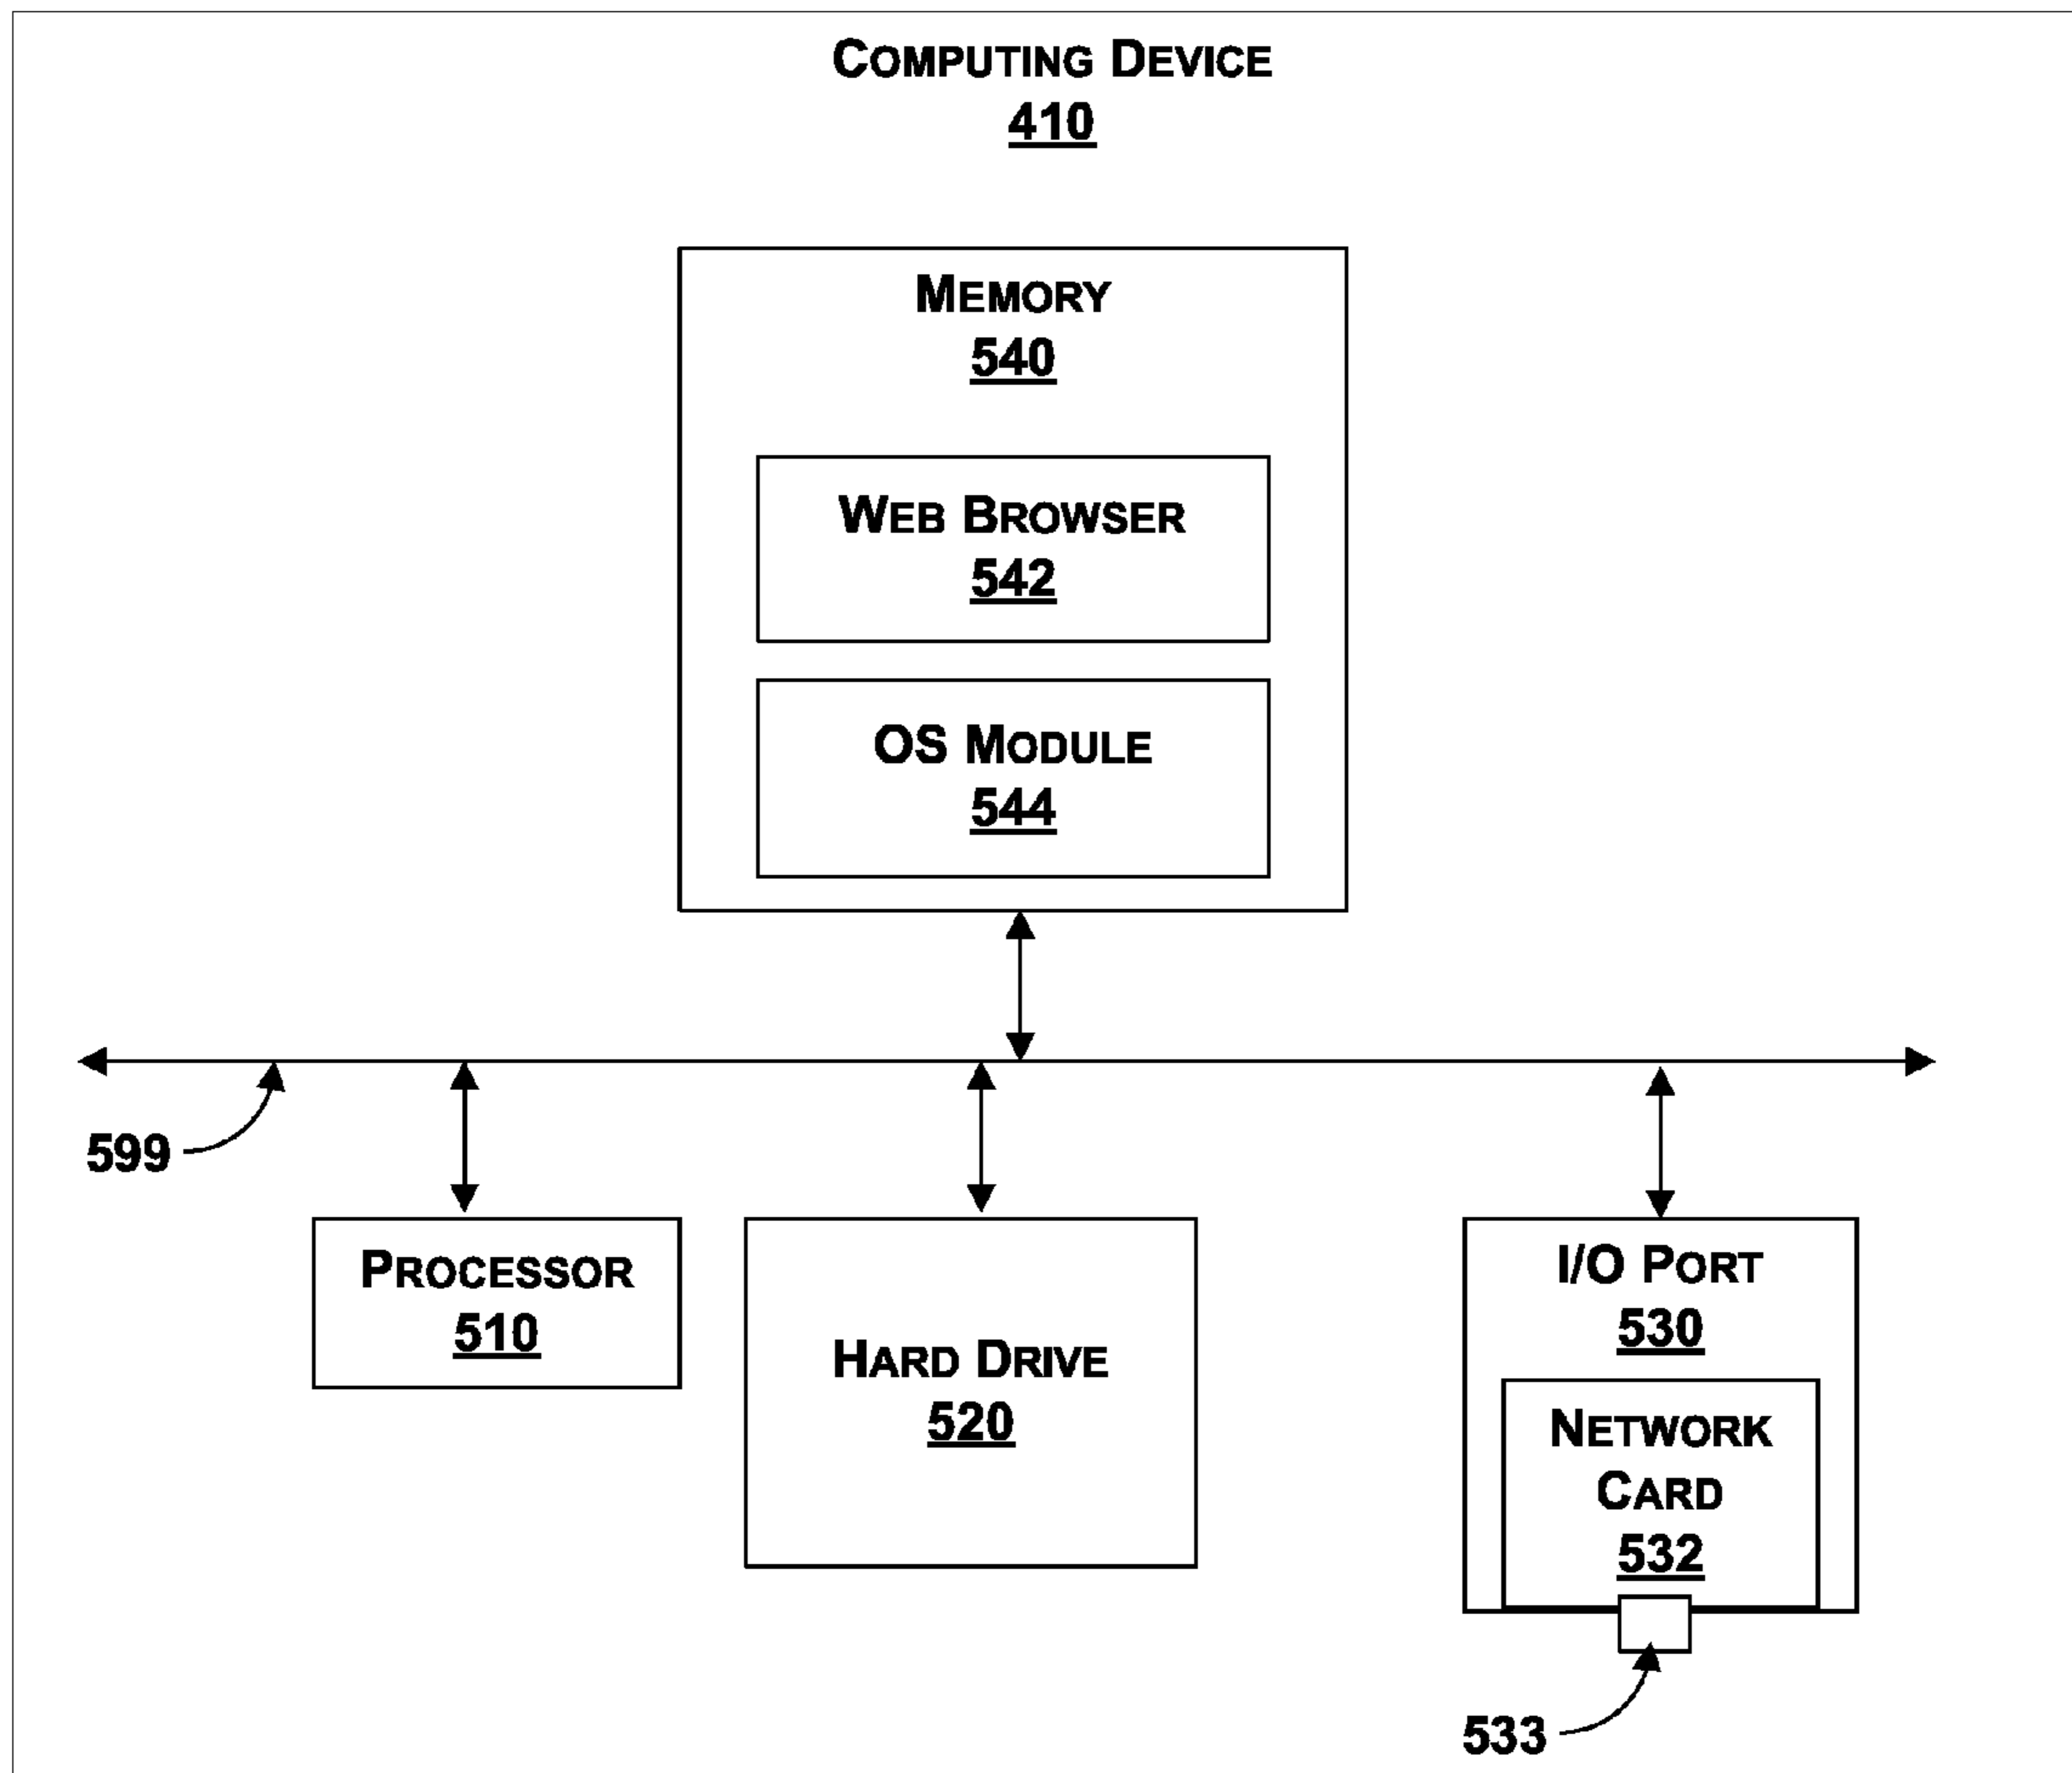 COMPUTING DEVICE
410
MEMORY
540
WEB BROWSER
542
OS MODULE
544
599
PROCESSOR
510
HARD DRIVE
520
I/O PORT
530
NETWORK
CARD
532
533